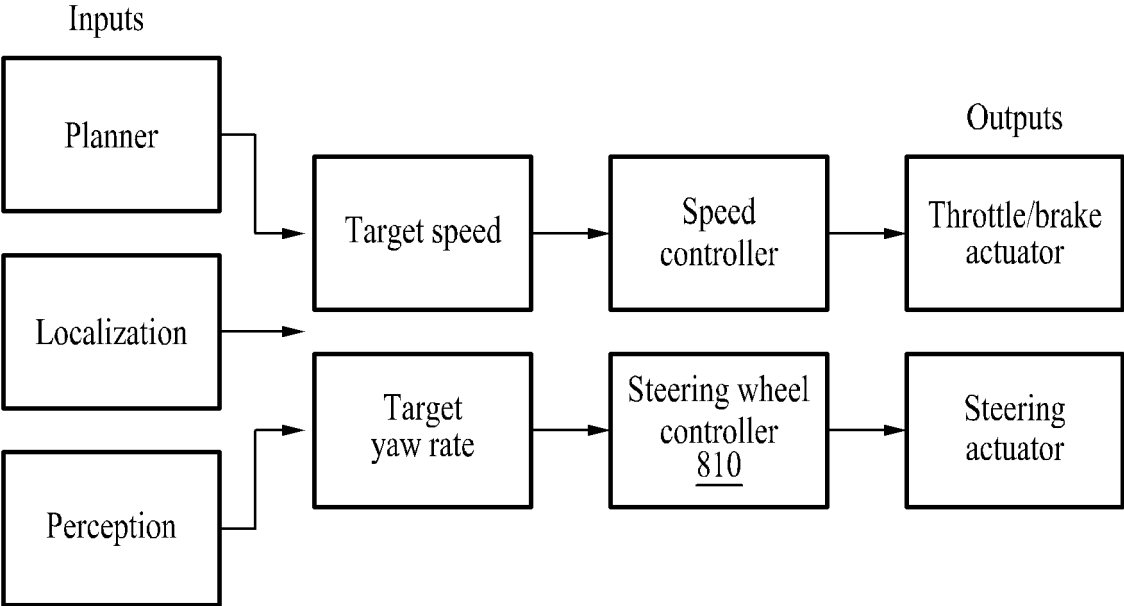 Inputs
Planner
Localization
Perception
Target speed
Target
yaw rate
Speed
controller
Steering wheel
controller
810
Outputs
Throttle/brake
actuator
Steering
actuator